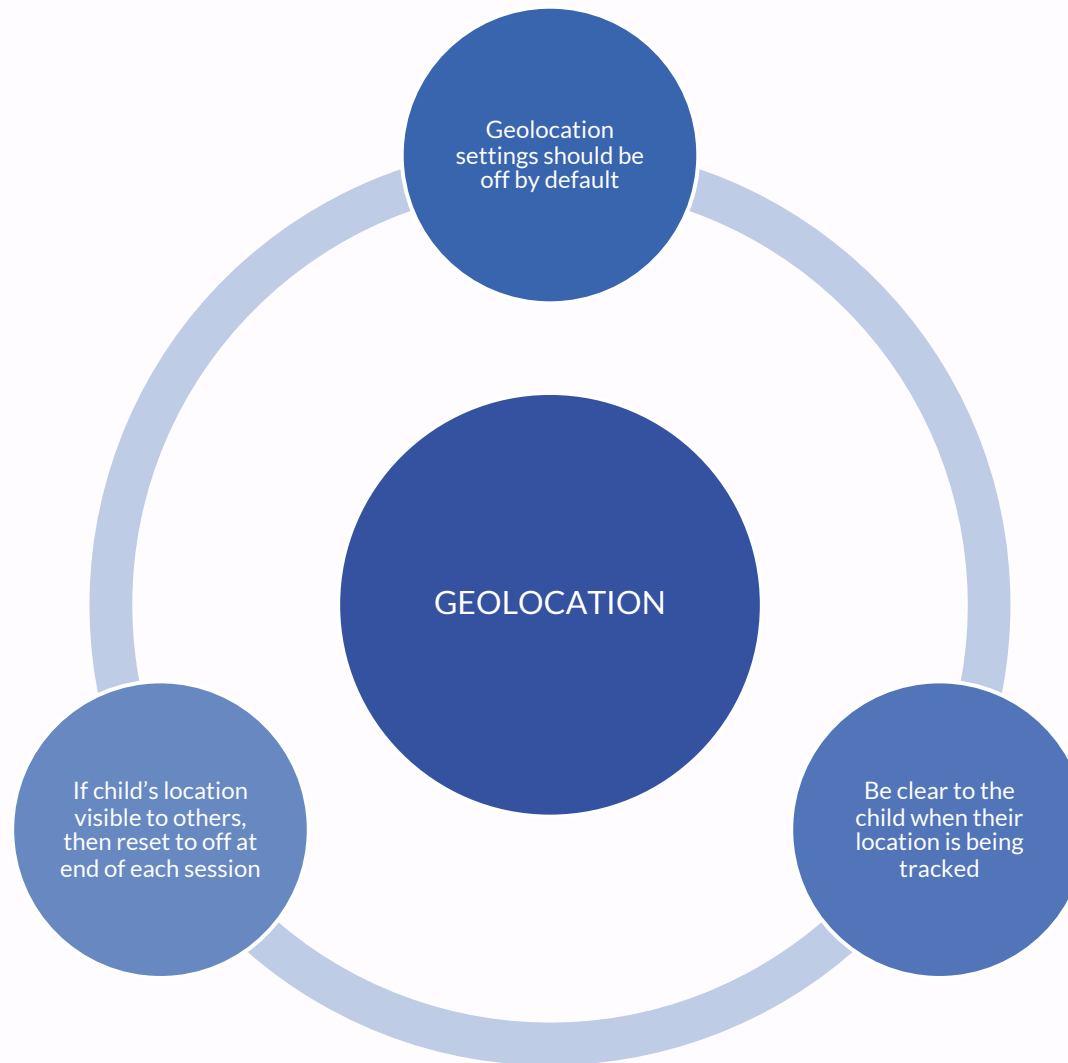 Geolocation
settings should be
off by default
GEOLOCATION
If child’s location
visible to others,
then reset to off at
end of each session
Be clear to the
child when their
location is being
tracked